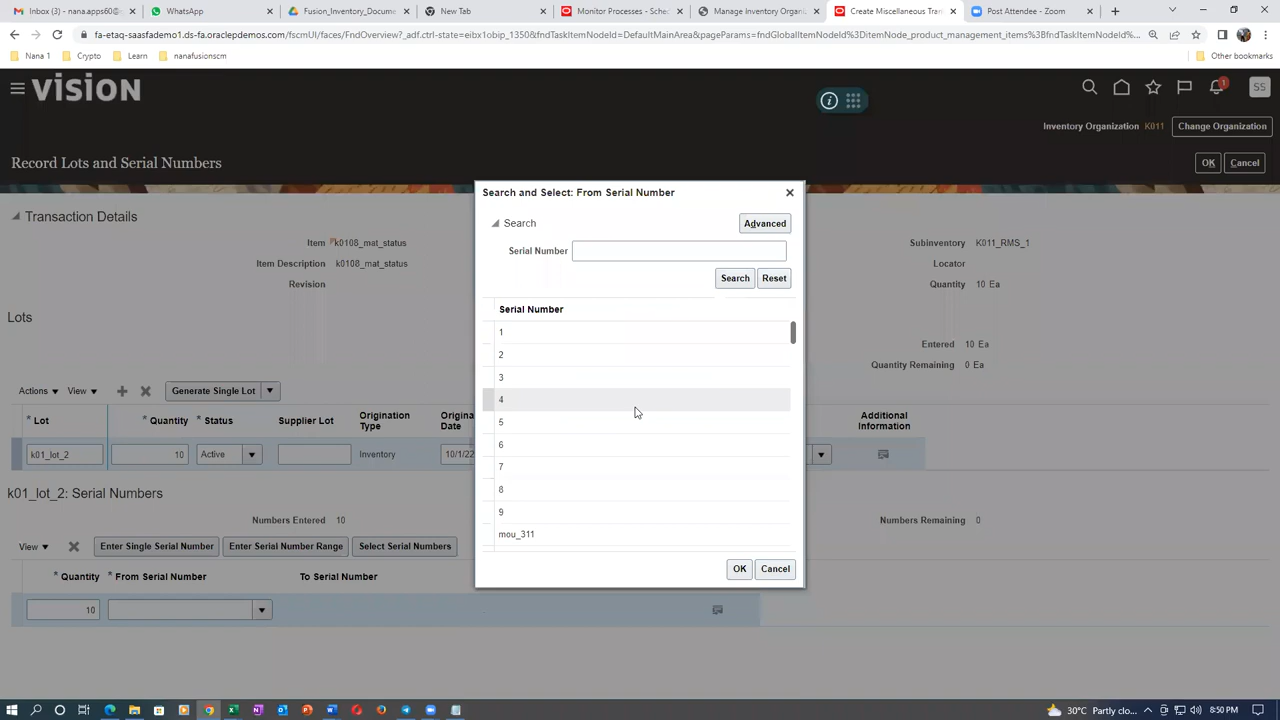 Inbox (3) - nana.apps60@
WhatsApp
Fusion_Inventory_Docume
New Tab
Monitor Processes - Sched
Manage Inventory Organiz
Create Miscellaneous Tran
Post Attendee - Zoom
fa-etaq-saasfademo1.ds-fa.oraclepdemos.com/fscmUI/faces/FndOverview?_adf.ctrl-state=eibx1obip_1350&fndTaskItemNodeId=DefaultMainArea&pageParams=fndGlobalItemNodeId%3DitemNode_product_management_items%3BfndTaskItemNodeId...
Nana 1
Crypto
Learn
nanafusionscm
Other bookmarks
VISION
1
SS
Inventory Organization K011
Change Organization
Record Lots and Serial Numbers
OK
Cancel
Transaction Details
Item k0108_mat_status
Item Description k0108_mat_status
Revision
Subinventory K011_RMS_1
Locator
Quantity 10 Ea
Lots
Entered 10 Ea
Quantity Remaining 0 Ea
Actions
View
Generate Single Lot
* Lot
* Quantity
* Status
Supplier Lot
Origination Type
Additional Information
k01_lot_2
10
Active
Inventory
10/1/22
k01_lot_2: Serial Numbers
Numbers Entered 10
Numbers Remaining 0
View
Enter Single Serial Number
Enter Serial Number Range
Select Serial Numbers
* Quantity
* From Serial Number
To Serial Number
10
Search and Select: From Serial Number
Search
Advanced
Serial Number
Search
Reset
Serial Number
1
2
3
4
5
6
7
8
9
mou_311
OK
Cancel
30°C Partly clo...
8:50 PM